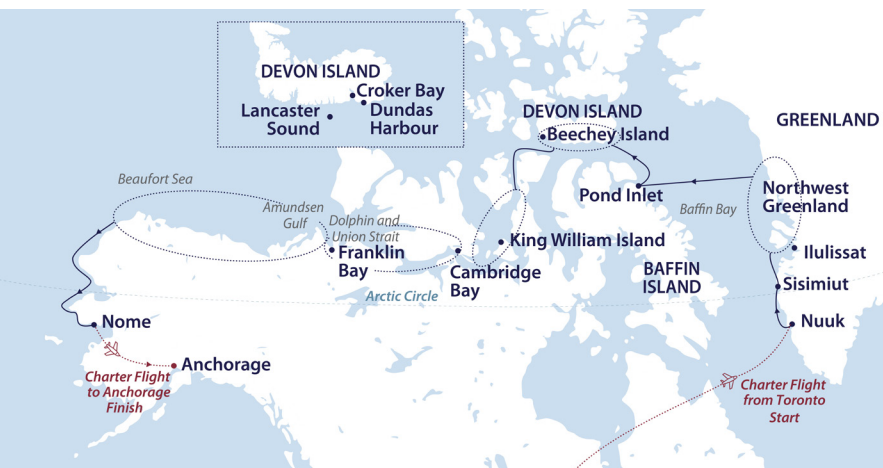 DEVON ISLAND
Croker Bay
Lancaster
Sound
Dundas
Harbour
DEVON ISLAND
Beechey Island
GREENLAND
Beaufort Sea
Amundsen
Gulf
Dolphin and
Union Strait
Pond Inlet
Baffin Bay
Northwest
Greenland
Franklin
Bay
King William Island
Ilulissat
Cambridge
Bay
BAFFIN
ISLAND
Sisimiut
Arctic Circle
Nome
Nuuk
Anchorage
Charter Flight
to Anchorage
Finish
Charter Flight
from Toronto
Start